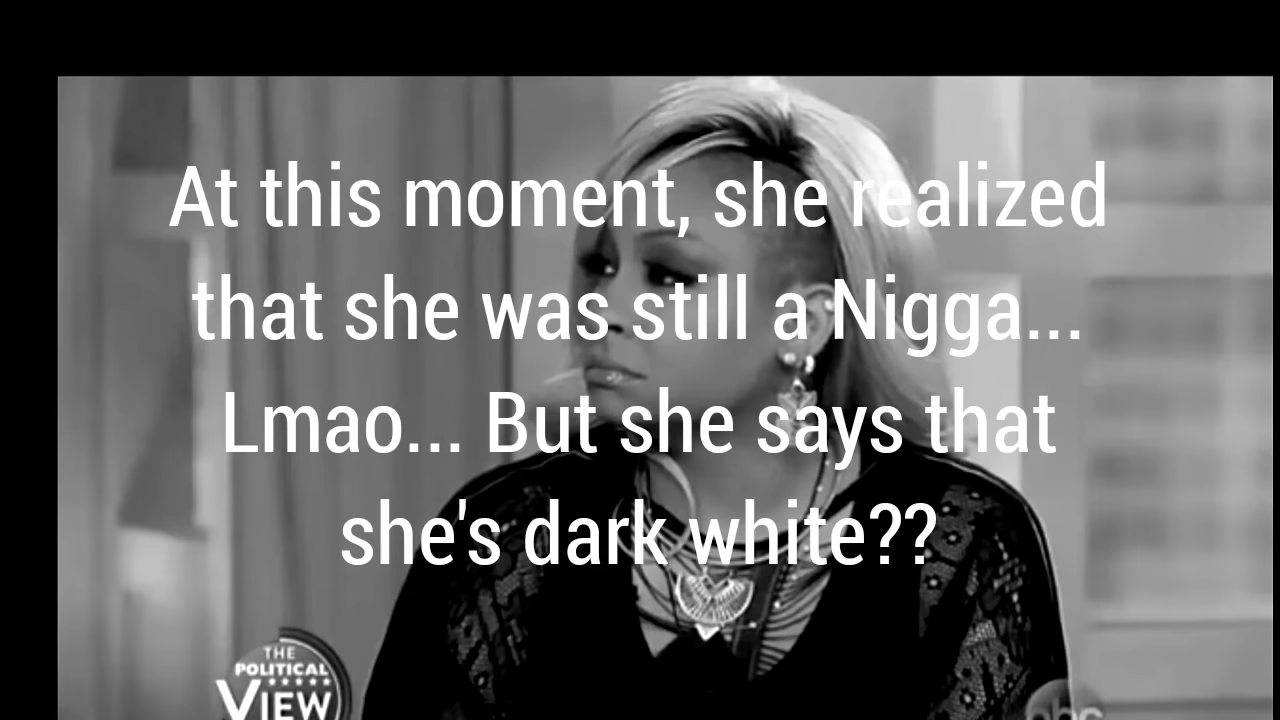 At this moment, she realized
that she was still a Nigga...
Lmao... But she says that
she's dark white??
THE
POLITICAL
VIEW
abc